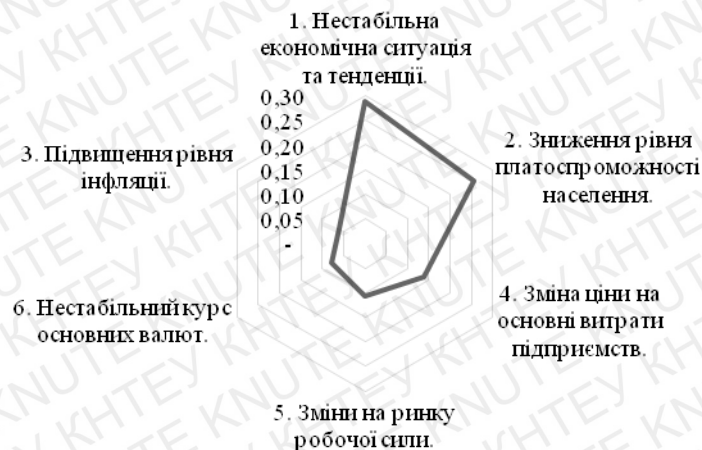 1. Нестабільна
економічна ситуація
та тенденції.
0,30
0,25
0,20
0,15
0,10
0,05
-
2. Зниження рівня
платоспроможності
населення.
3. Підвищення рівня
інфляції.
4. Зміна ціни на
основні витрати
підприємств.
6. Нестабільний курс
основних валют.
5. Зміни на ринку
робочої сили.